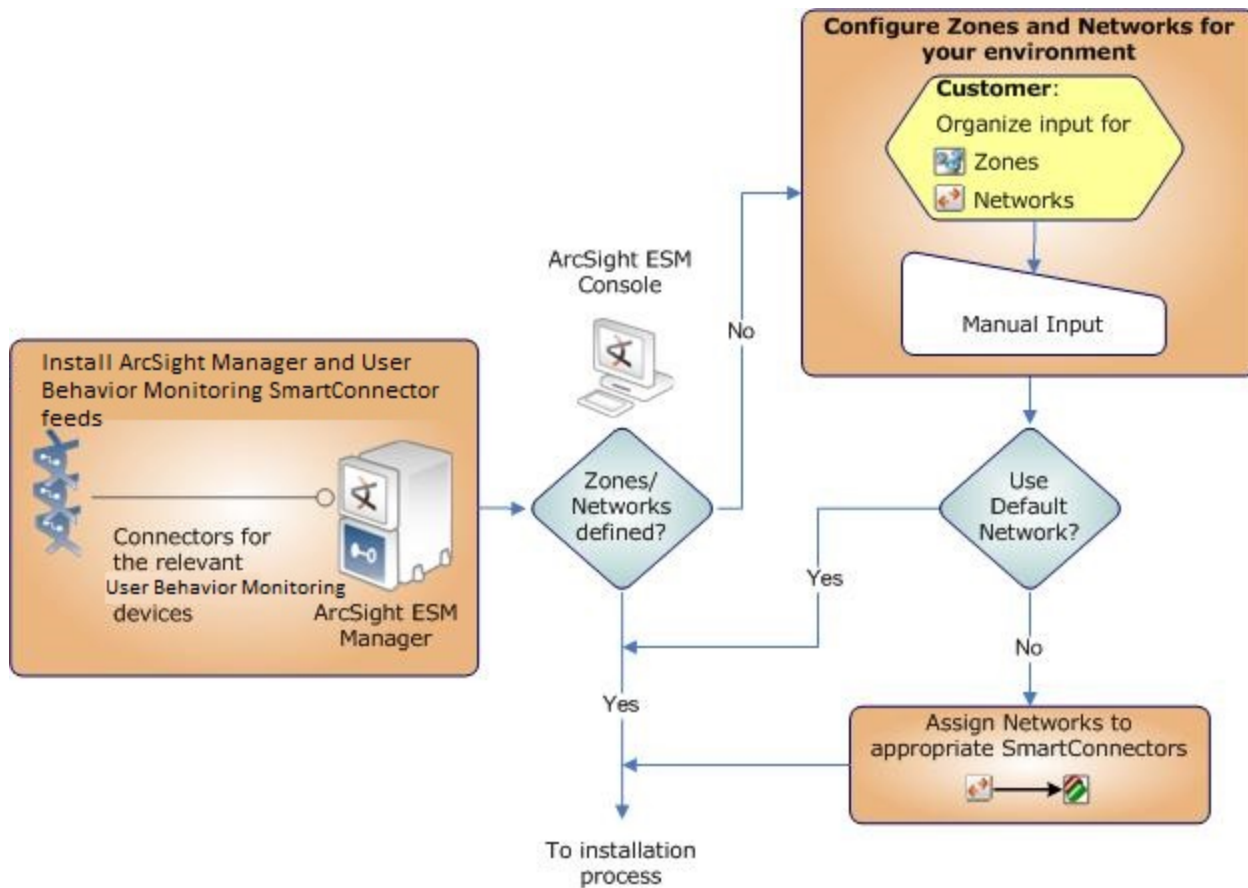 Configure Zones and Networks for
your environment
Customer:
Organize input for
Zones
Networks
Manual Input
ArcSight ESM
Console
No
Install ArcSight Manager and User
Behavior Monitoring SmartConnector
feeds
Connectors for
the relevant
User Behavior Monitoring
devices
ArcSight ESM
Manager
Zones/
Networks
defined?
Use
Default
Network?
Yes
No
Yes
Assign Networks to
appropriate SmartConnectors
To installation
process